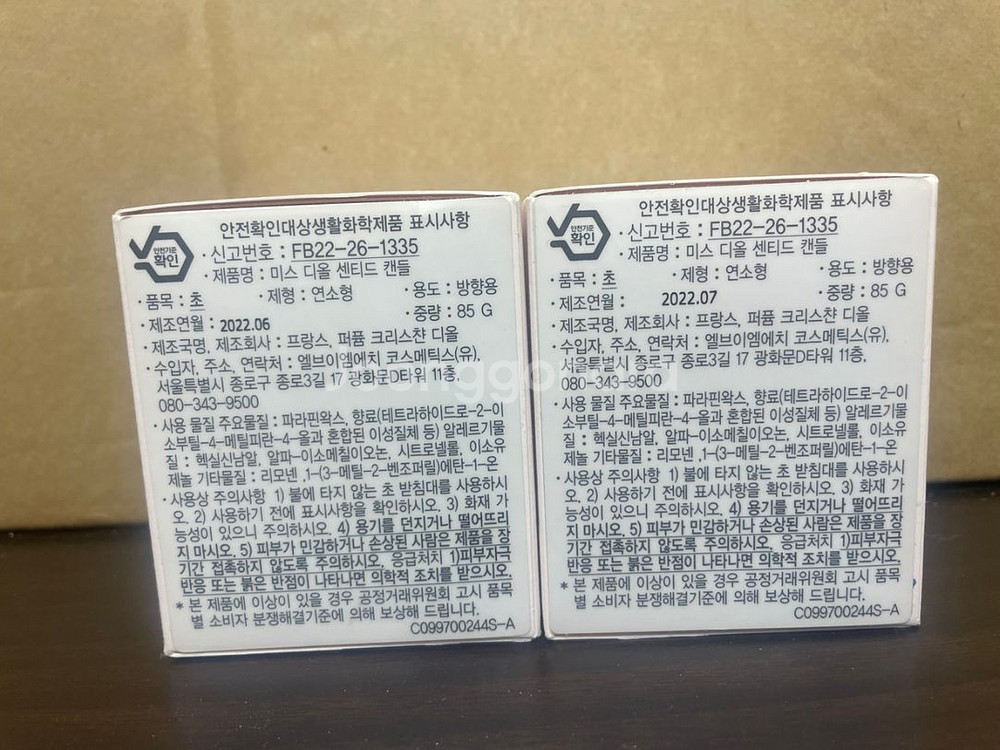 안전확인대상생활화학제품 표시사항
안전기준
확인
· 신고번호 : FB22-26-1335
· 제품명 : 미스 디올 센티드 캔들
· 품목 : 초 · 제형 : 연소형 · 용도 : 방향용
· 제조연월 : 2022.06 · 중량 : 85 G
· 제조국명, 제조회사 : 프랑스, 퍼퓸 크리스챤 디올
· 수입자, 주소, 연락처 : 엘브이엠에치 코스메틱스(유),
서울특별시 종로구 종로3길 17 광화문D타워 11층.
080-343-9500
· 사용 물질 주요물질 : 파라핀왁스, 향료(테트라하이드로-2-이
소부틸-4-메틸피란-4-올과 혼합된 이성질체 등) 알레르기물
질 : 헥실신남알, 알파-이소메칠이오논, 시트로넬롤, 이소유
제놀 기타물질 : 리모넨 ,1-(3-메틸-2-벤조퍼릴)에탄-1-온
· 사용상 주의사항 1) 불에 타지 않는 초 받침대를 사용하시
오. 2) 사용하기 전에 표시사항을 확인하시오. 3) 화재 가
능성이 있으니 주의하시오. 4) 용기를 던지거나 떨어뜨리
지 마시오. 5) 피부가 민감하거나 손상된 사람은 제품을 장
기간 접촉하지 않도록 주의하시오. 응급처치 1)피부자극
반응 또는 붉은 반점이 나타나면 의학적 조치를 받으시오
* 본 제품에 이상이 있을 경우 공정거래위원회 고시 품목
별 소비자 분쟁해결기준에 의해 보상해 드립니다.
C099700244S-A
안전확인대상생활화학제품 표시사항
안전기준
확인
· 신고번호 : FB22-26-1335
· 제품명 : 미스 디올 센티드 캔들
· 품목 : 초 · 제형 : 연소형 · 용도 : 방향용
· 제조연월 : 2022.07 · 중량 : 85 G
· 제조국명, 제조회사 : 프랑스, 퍼퓸 크리스챤 디올
· 수입자, 주소, 연락처 : 엘브이엠에치 코스메틱스(유),
서울특별시 종로구 종로3길 17 광화문D타워 11층.
080-343-9500
· 사용 물질 주요물질 : 파라핀왁스, 향료(테트라하이드로-2-이
소부틸-4-메틸피란-4-올과 혼합된 이성질체 등) 알레르기물
질 : 헥실신남알, 알파-이소메칠이오논, 시트로넬롤, 이소유
제놀 기타물질 : 리모넨 ,1-(3-메틸-2-벤조퍼릴)에탄-1-온
· 사용상 주의사항 1) 불에 타지 않는 초 받침대를 사용하시
오. 2) 사용하기 전에 표시사항을 확인하시오. 3) 화재 가
능성이 있으니 주의하시오. 4) 용기를 던지거나 떨어뜨리
지 마시오. 5) 피부가 민감하거나 손상된 사람은 제품을 장
기간 접촉하지 않도록 주의하시오. 응급처치 1)피부자극
반응 또는 붉은 반점이 나타나면 의학적 조치를 받으시오
* 본 제품에 이상이 있을 경우 공정거래위원회 고시 품목
별 소비자 분쟁해결기준에 의해 보상해 드립니다.
C099700244S-A